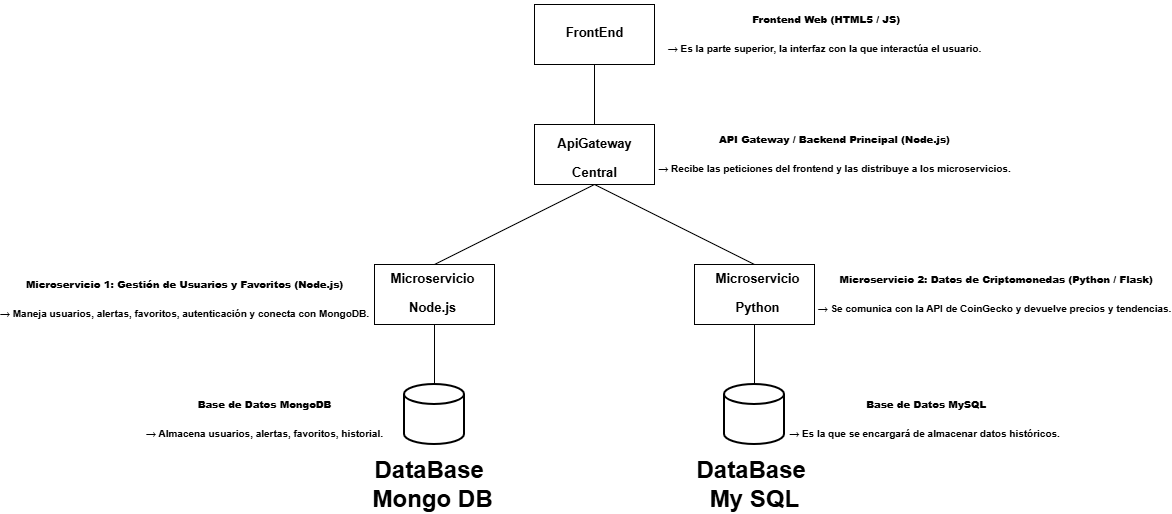 FrontEnd
Frontend Web (HTML5 / JS)
→ Es la parte superior, la interfaz con la que interactúa el usuario.
ApiGateway
Central
API Gateway / Backend Principal (Node.js)
→ Recibe las peticiones del frontend y las distribuye a los microservicios.
Microservicio 1: Gestión de Usuarios y Favoritos (Node.js)
→ Maneja usuarios, alertas, favoritos, autenticación y conecta con MongoDB.
Microservicio
Node.js
Microservicio
Python
Microservicio 2: Datos de Criptomonedas (Python / Flask)
→ Se comunica con la API de CoinGecko y devuelve precios y tendencias.
Base de Datos MongoDB
→ Almacena usuarios, alertas, favoritos, historial.
Base de Datos MySQL
→ Es la que se encargará de almacenar datos históricos.
DataBase
Mongo DB
DataBase
My SQL